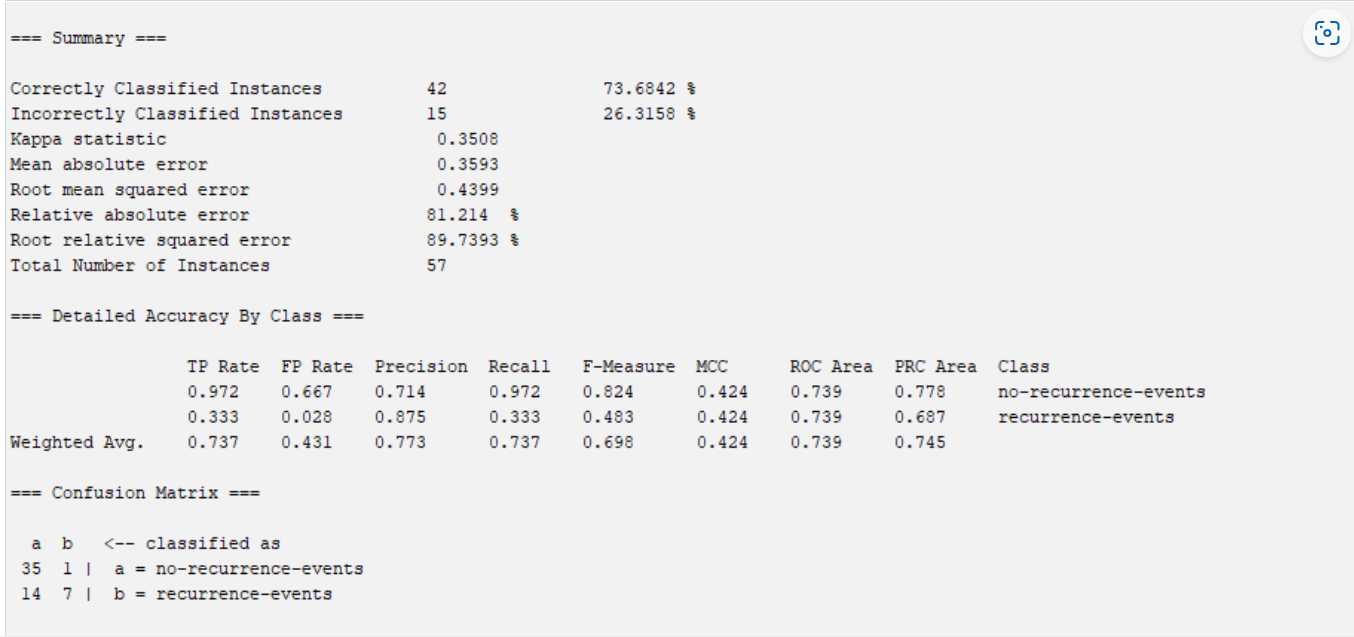 === Summary ===
Correctly Classified Instances 42 73.6842 %
Incorrectly Classified Instances 15 26.3158 %
Kappa statistic 0.3508
Mean absolute error 0.3593
Root mean squared error 0.4399
Relative absolute error 81.214 %
Root relative squared error 89.7393 %
Total Number of Instances 57
=== Detailed Accuracy By Class ===
TP Rate FP Rate Precision Recall F-Measure MCC ROC Area PRC Area Class
0.972 0.667 0.714 0.972 0.824 0.424 0.739 0.778 no-recurrence-events
0.333 0.028 0.875 0.333 0.483 0.424 0.739 0.687 recurrence-events
Weighted Avg. 0.737 0.431 0.773 0.737 0.698 0.424 0.739 0.745
=== Confusion Matrix ===
a b <-- classified as
35 1 | a = no-recurrence-events
14 7 | b = recurrence-events